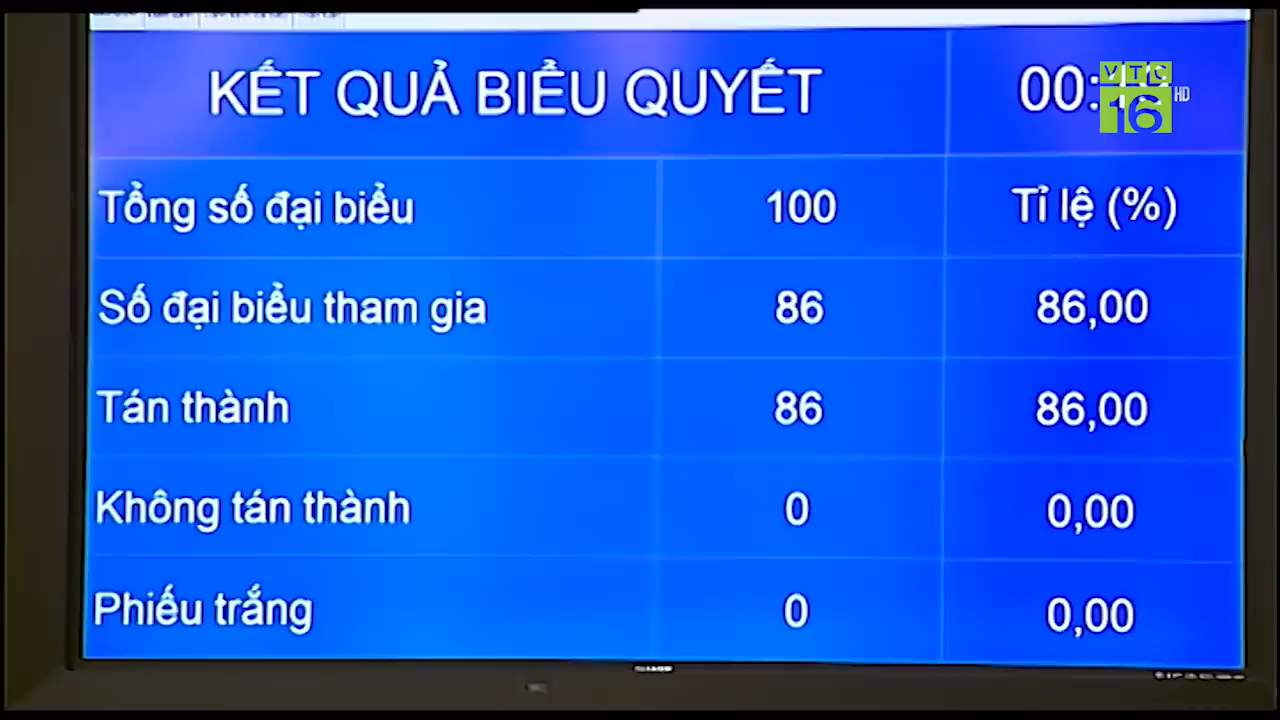 KẾT QUẢ BIỂU QUYẾT
VTC
16 HD
Tổng số đại biểu 100 Tỉ lệ (%)
Số đại biểu tham gia 86 86,00
Tán thành 86 86,00
Không tán thành 0 0,00
Phiếu trắng 0 0,00
SHARP